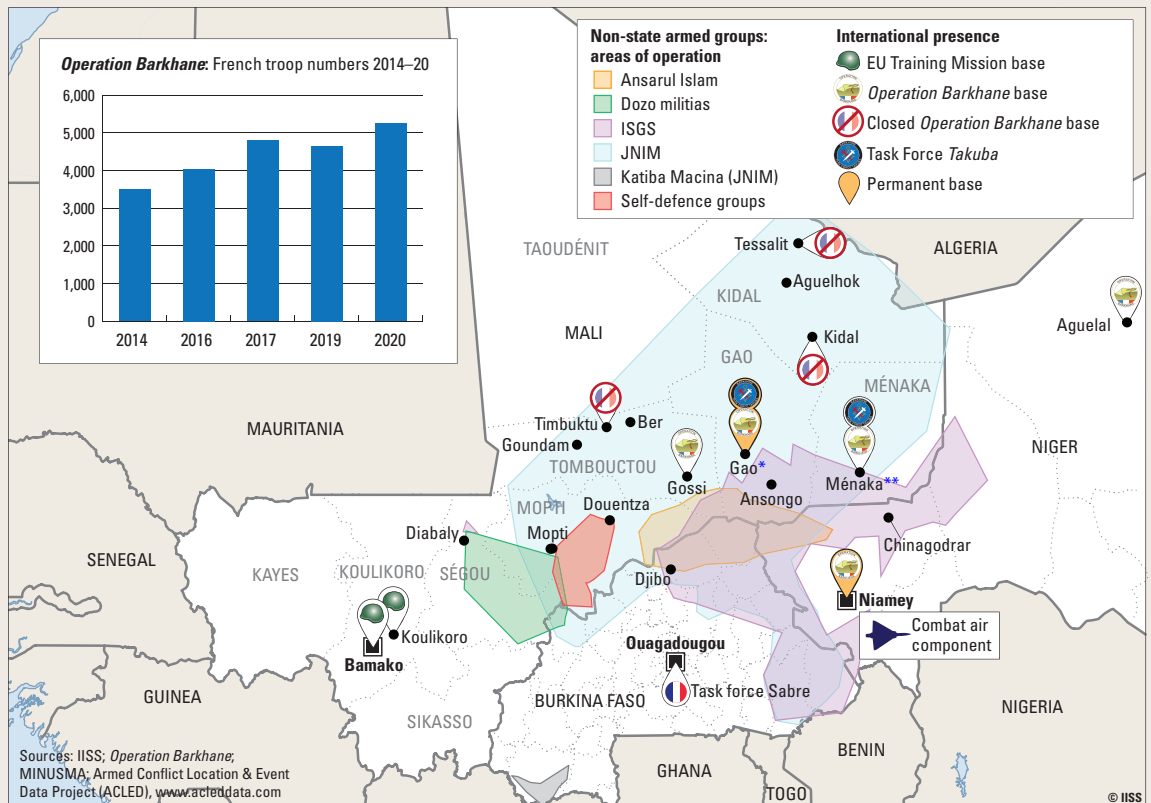 Operation Barkhane: French troop numbers 2014–20
6,000
5,000
4,000
3,000
2,000
1,000
0
2014
2016
2017
2019
2020
Non-state armed groups:
areas of operation
Ansarul Islam
Dozo militias
ISGS
JNIM
Katiba Macina (JNIM)
Self-defence groups
International presence
EU Training Mission base
Operation Barkhane base
Closed Operation Barkhane base
Task Force Takuba
Permanent base
TAOUDÉNIT
Tessalit
ALGERIA
Aguelhok
KIDAL
Aguelal
MALI
Kidal
GAO
MÉNAKA
MAURITANIA
Timbuktu
Ber
Goundam
NIGER
TOMBOUCTOU
Gao*
Gossi
Ansongo
Ménaka**
MOPTI
Douentza
Diabaly
Mopti
Chinagodrar
SENEGAL
KAYES
KOULIKORO
SÉGOU
Djibo
Niamey
Koulikoro
Bamako
Combat air
component
Ouagadougou
Task force Sabre
GUINEA
BURKINA FASO
NIGERIA
SIKASSO
BENIN
GHANA
TOGO
Sources: IISS; Operation Barkhane;
MINUSMA; Armed Conflict Location & Event
Data Project (ACLED), www.acleddata.com
© IISS